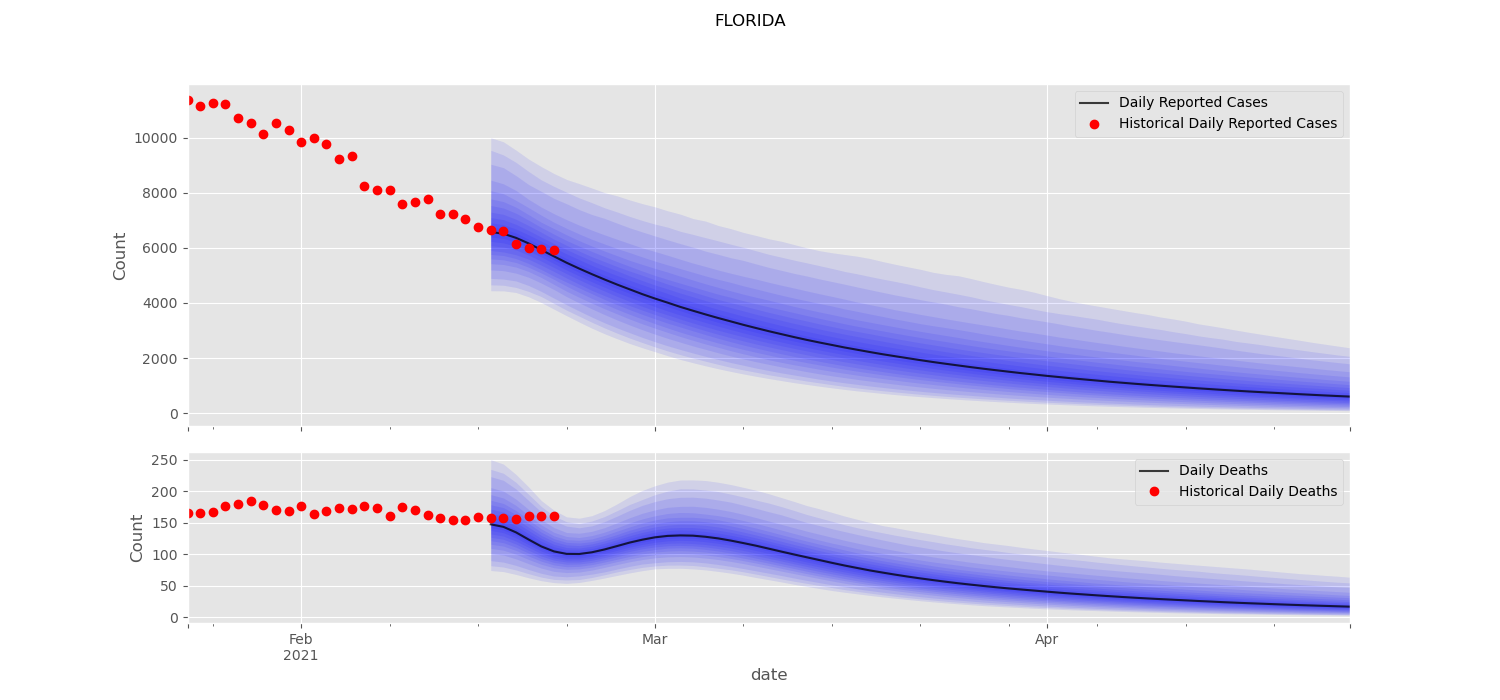 FLORIDA
Daily Reported Cases
Historical Daily Reported Cases
10000
8000
6000
4000
2000
0
Count
Daily Deaths
Historical Daily Deaths
250
200
150
100
50
0
Count
Feb
2021
Mar
Apr
date